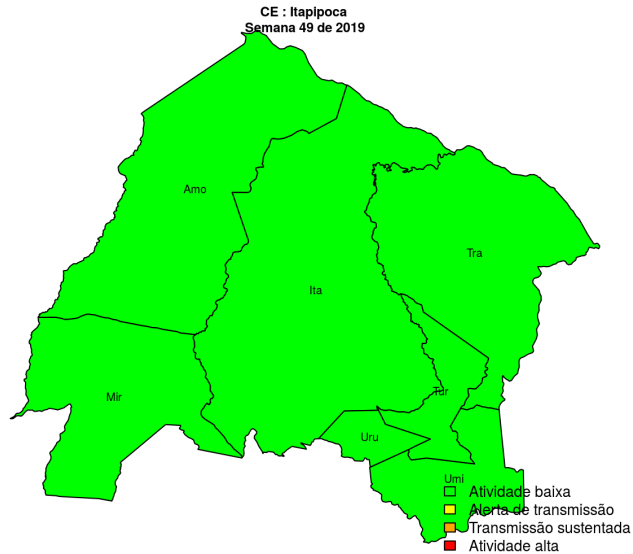 CE : Itapipoca
Semana 49 de 2019
Amo
Tra
Ita
Tur
Mir
Uru
Umi
Atividade baixa
Alerta de transmissão
Transmissão sustentada
Atividade alta